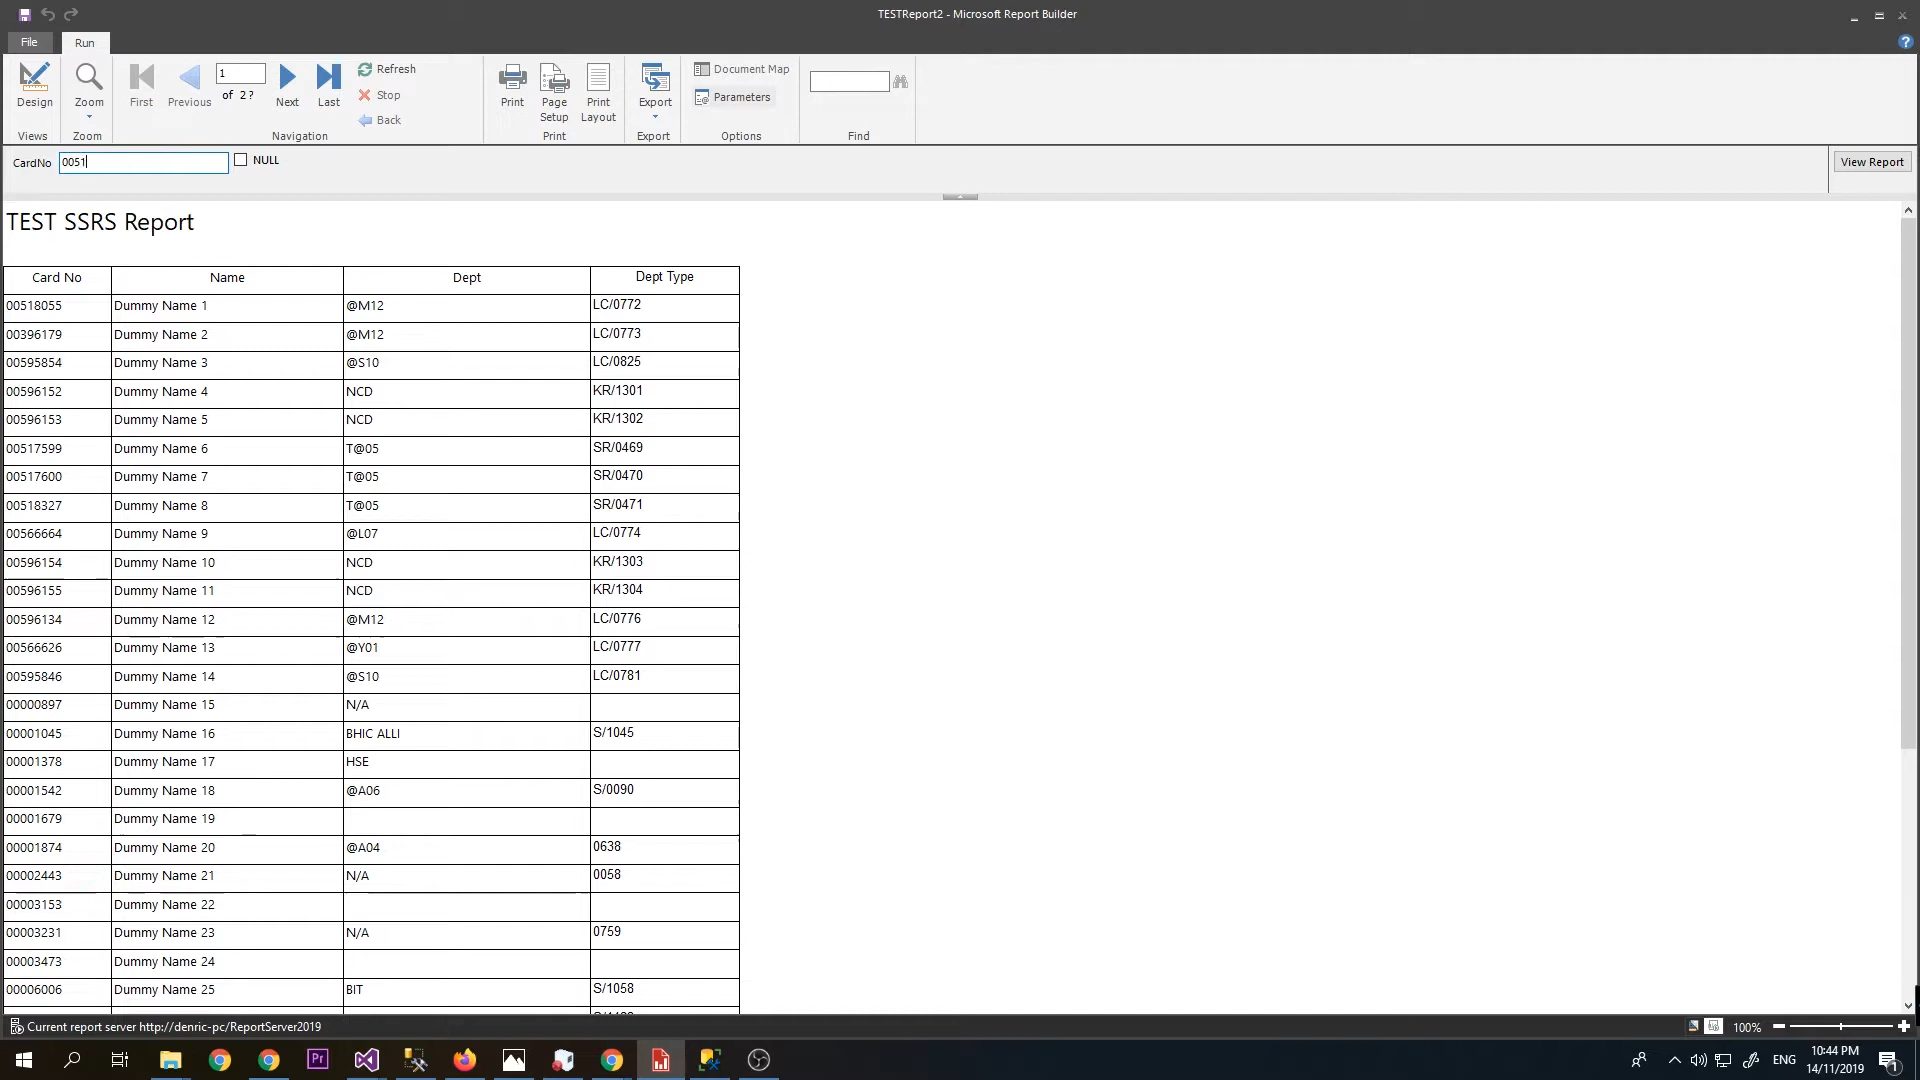 TESTReport2 - Microsoft Report Builder
File Run
Design Zoom First Previous 1 of 2? Next Last Refresh Stop Back Print Page Setup Print Layout Export Document Map Parameters
Views Zoom Navigation Print Export Options Find
CardNo 0051 NULL View Report
TEST SSRS Report
Card No Name Dept Dept Type
00518055 Dummy Name 1 @M12 LC/0772
00396179 Dummy Name 2 @M12 LC/0773
00595854 Dummy Name 3 @S10 LC/0825
00596152 Dummy Name 4 NCD KR/1301
00596153 Dummy Name 5 NCD KR/1302
00517599 Dummy Name 6 T@05 SR/0469
00517600 Dummy Name 7 T@05 SR/0470
00518327 Dummy Name 8 T@05 SR/0471
00566664 Dummy Name 9 @L07 LC/0774
00596154 Dummy Name 10 NCD KR/1303
00596155 Dummy Name 11 NCD KR/1304
00596134 Dummy Name 12 @M12 LC/0776
00566626 Dummy Name 13 @Y01 LC/0777
00595846 Dummy Name 14 @S10 LC/0781
00000897 Dummy Name 15 N/A
00001045 Dummy Name 16 BHIC ALLI S/1045
00001378 Dummy Name 17 HSE
00001542 Dummy Name 18 @A06 S/0090
00001679 Dummy Name 19
00001874 Dummy Name 20 @A04 0638
00002443 Dummy Name 21 N/A 0058
00003153 Dummy Name 22
00003231 Dummy Name 23 N/A 0759
00003473 Dummy Name 24
00006006 Dummy Name 25 BIT S/1058
Current report server http://denric-pc/ReportServer2019 100%
Pr ENG 10:44 PM
14/11/2019 1